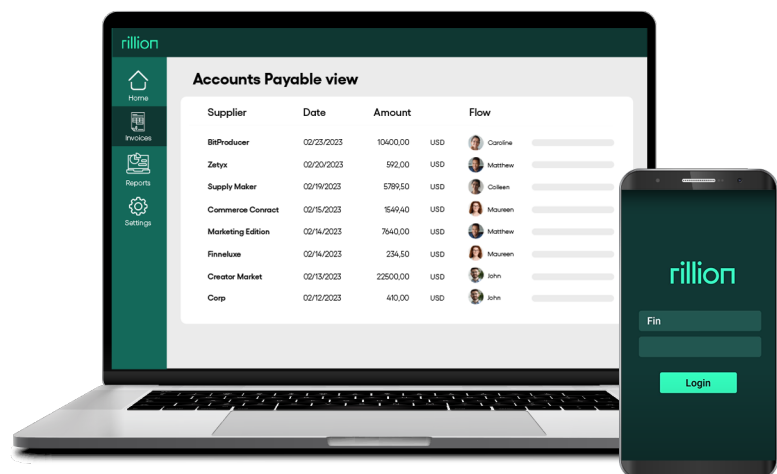 rillion
Home
Invoices
Reports
Settings
Accounts Payable view
Supplier Date Amount Flow
BitProducer 02/23/2023 10400,00 USD Caroline
Zetyx 02/20/2023 592,00 USD Matthew
Supply Maker 02/19/2023 5789,50 USD Colleen
Commerce Conract 02/15/2023 1549,40 USD Maureen
Marketing Edition 02/14/2023 7640,00 USD Matthew
Finneluxe 02/14/2023 234,50 USD Maureen
Creator Market 02/13/2023 22500,00 USD John
Corp 02/12/2023 410,00 USD John
rillion
Fin
Login